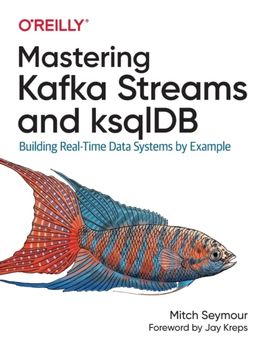 O'REILLY®
Mastering
Kafka Streams
and ksqlDB
Building Real-Time Data Systems by Example
Mitch Seymour
Foreword by Jay Kreps